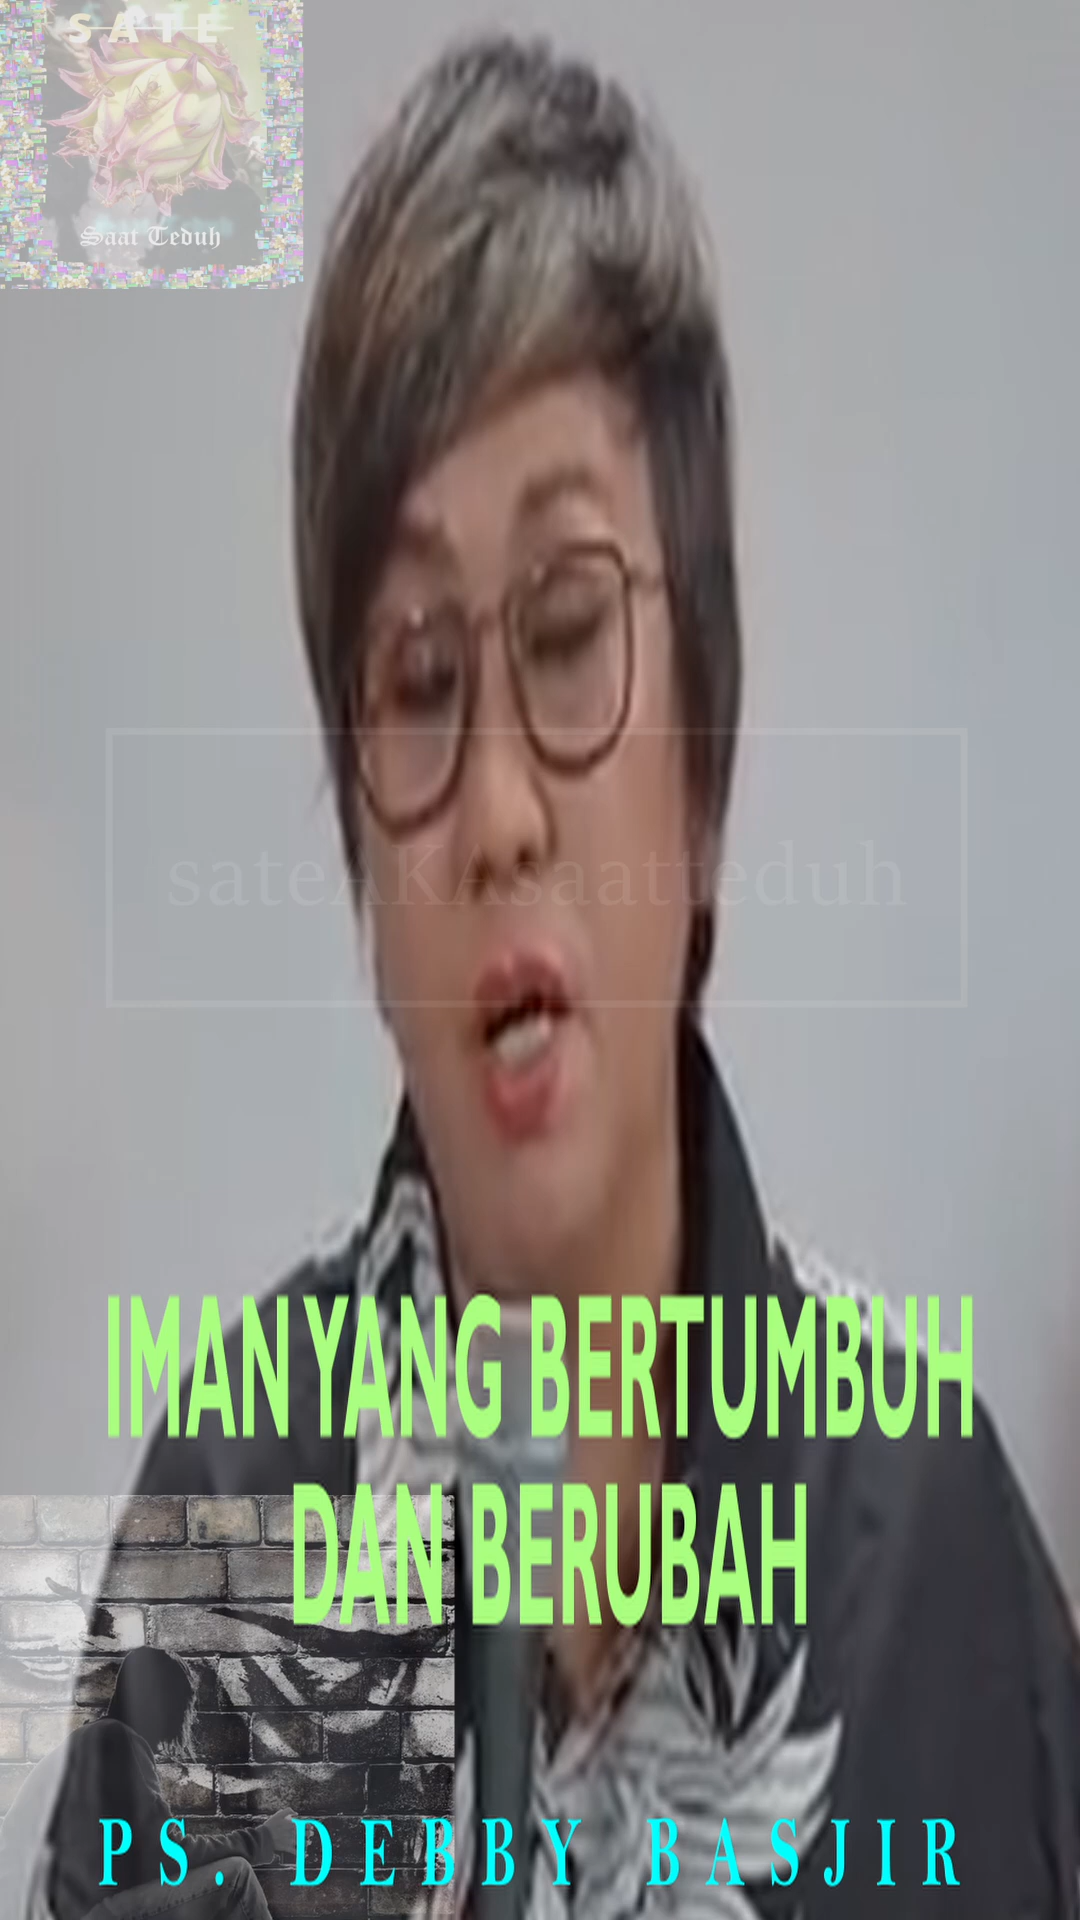 SATE
Saat Teduh
sateAKAsaatteduh
IMAN YANG BERTUMBUH
DAN BERUBAH
PS. DEBBY BASJIR